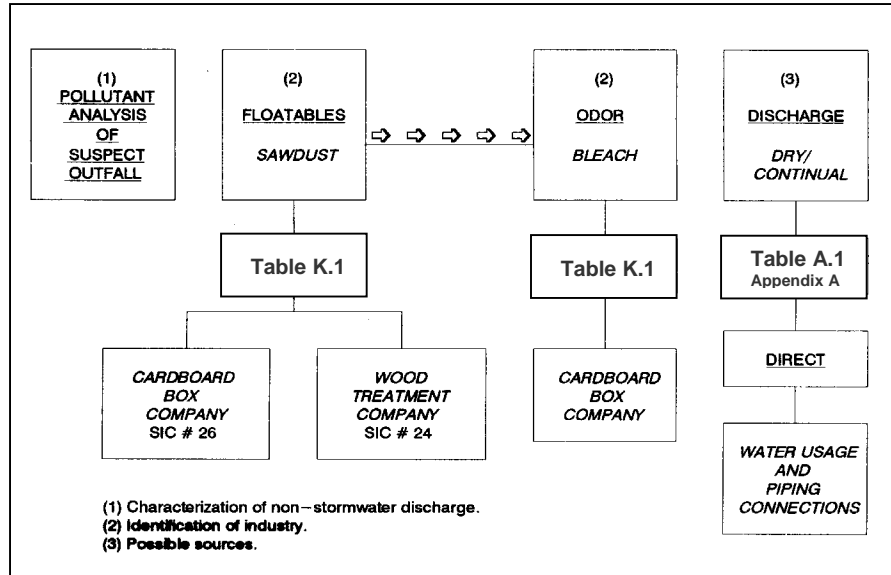 (1)
POLLUTANT
ANALYSIS
OF
SUSPECT
OUTFALL
(2)
FLOATABLES
SAWDUST
(2)
ODOR
BLEACH
(3)
DISCHARGE
DRY/
CONTINUAL
Table K.1
Table K.1
Table A.1
Appendix A
CARDBOARD
BOX
COMPANY
SIC # 26
WOOD
TREATMENT
COMPANY
SIC # 24
CARDBOARD
BOX
COMPANY
DIRECT
WATER USAGE
AND
PIPING
CONNECTIONS
(1) Characterization of non-stormwater discharge.
(2) Identification of industry.
(3) Possible sources.